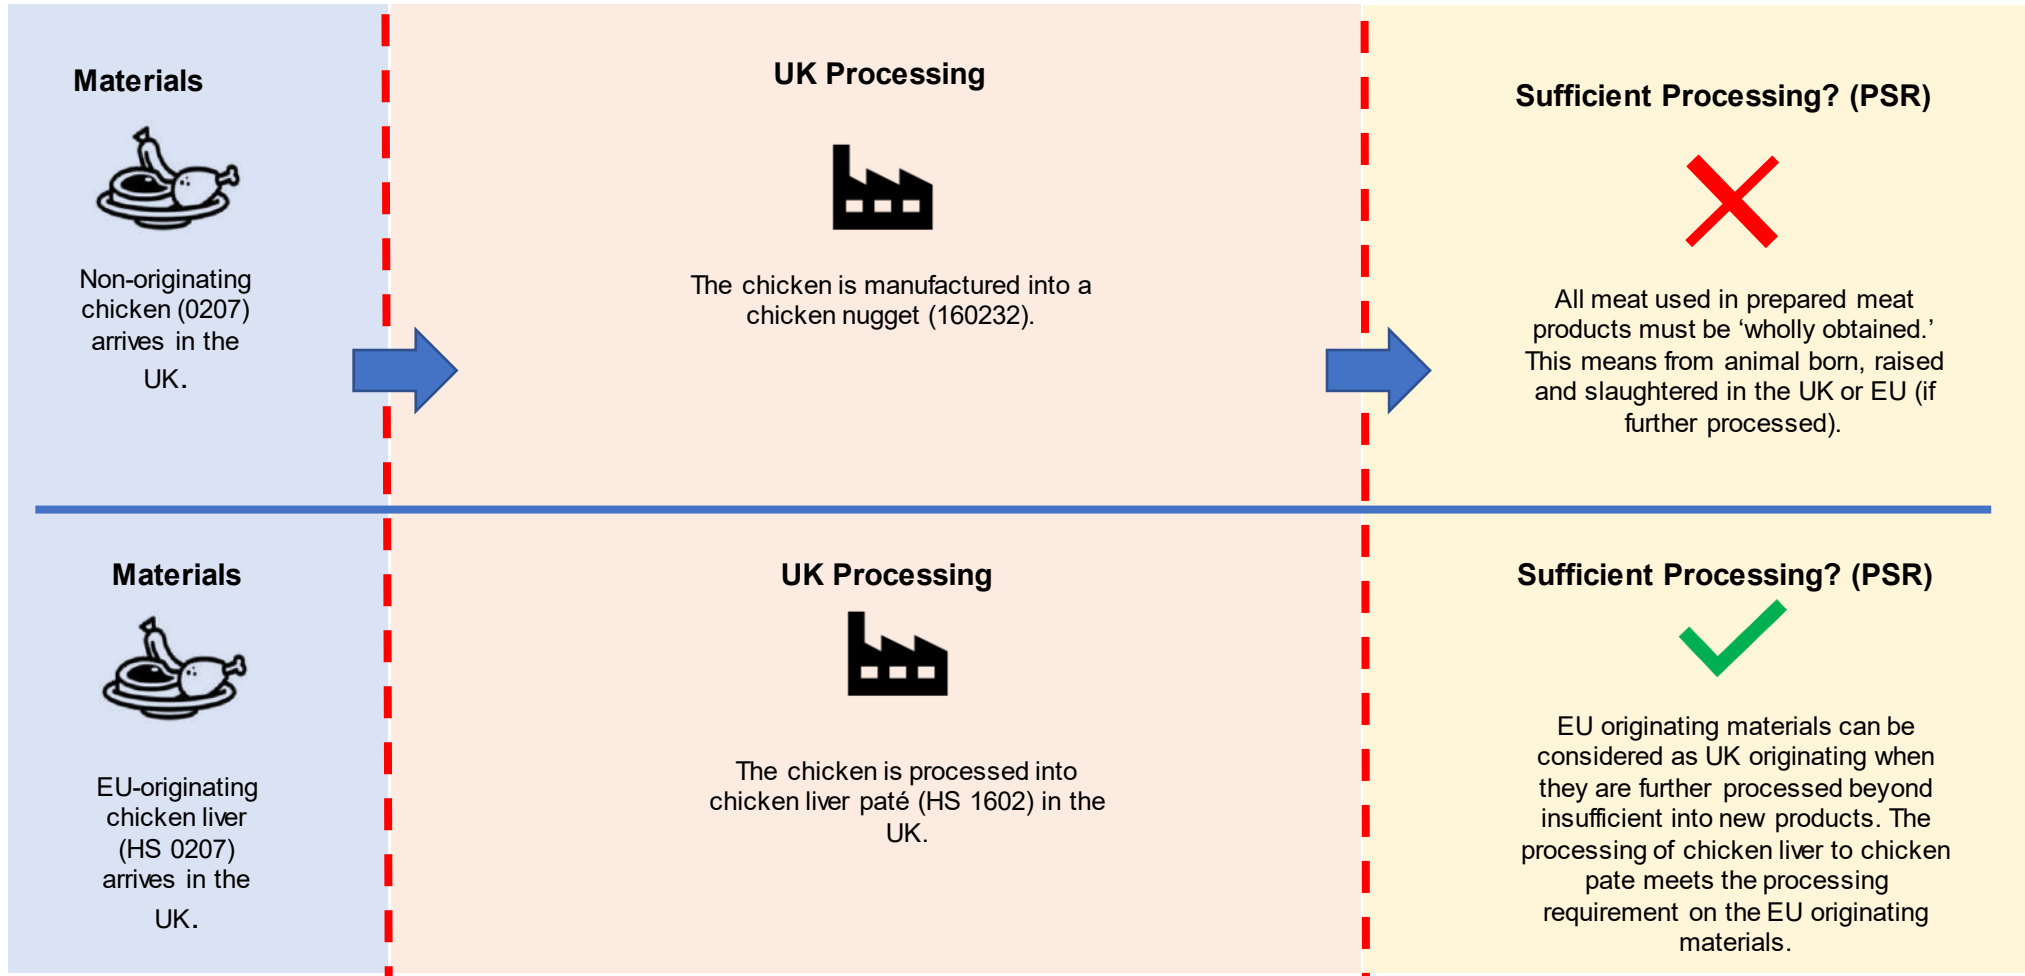 Materials
Non-originating
chicken (0207)
arrives in the
UK.
UK Processing
The chicken is manufactured into a
chicken nugget (160232).
Sufficient Processing? (PSR)
All meat used in prepared meat
products must be ‘wholly obtained.’
This means from animal born, raised
and slaughtered in the UK or EU (if
further processed).
Materials
EU-originating
chicken liver
(HS 0207)
arrives in the
UK.
UK Processing
The chicken is processed into
chicken liver paté (HS 1602) in the
UK.
Sufficient Processing? (PSR)
EU originating materials can be
considered as UK originating when
they are further processed beyond
insufficient into new products. The
processing of chicken liver to chicken
pate meets the processing
requirement on the EU originating
materials.